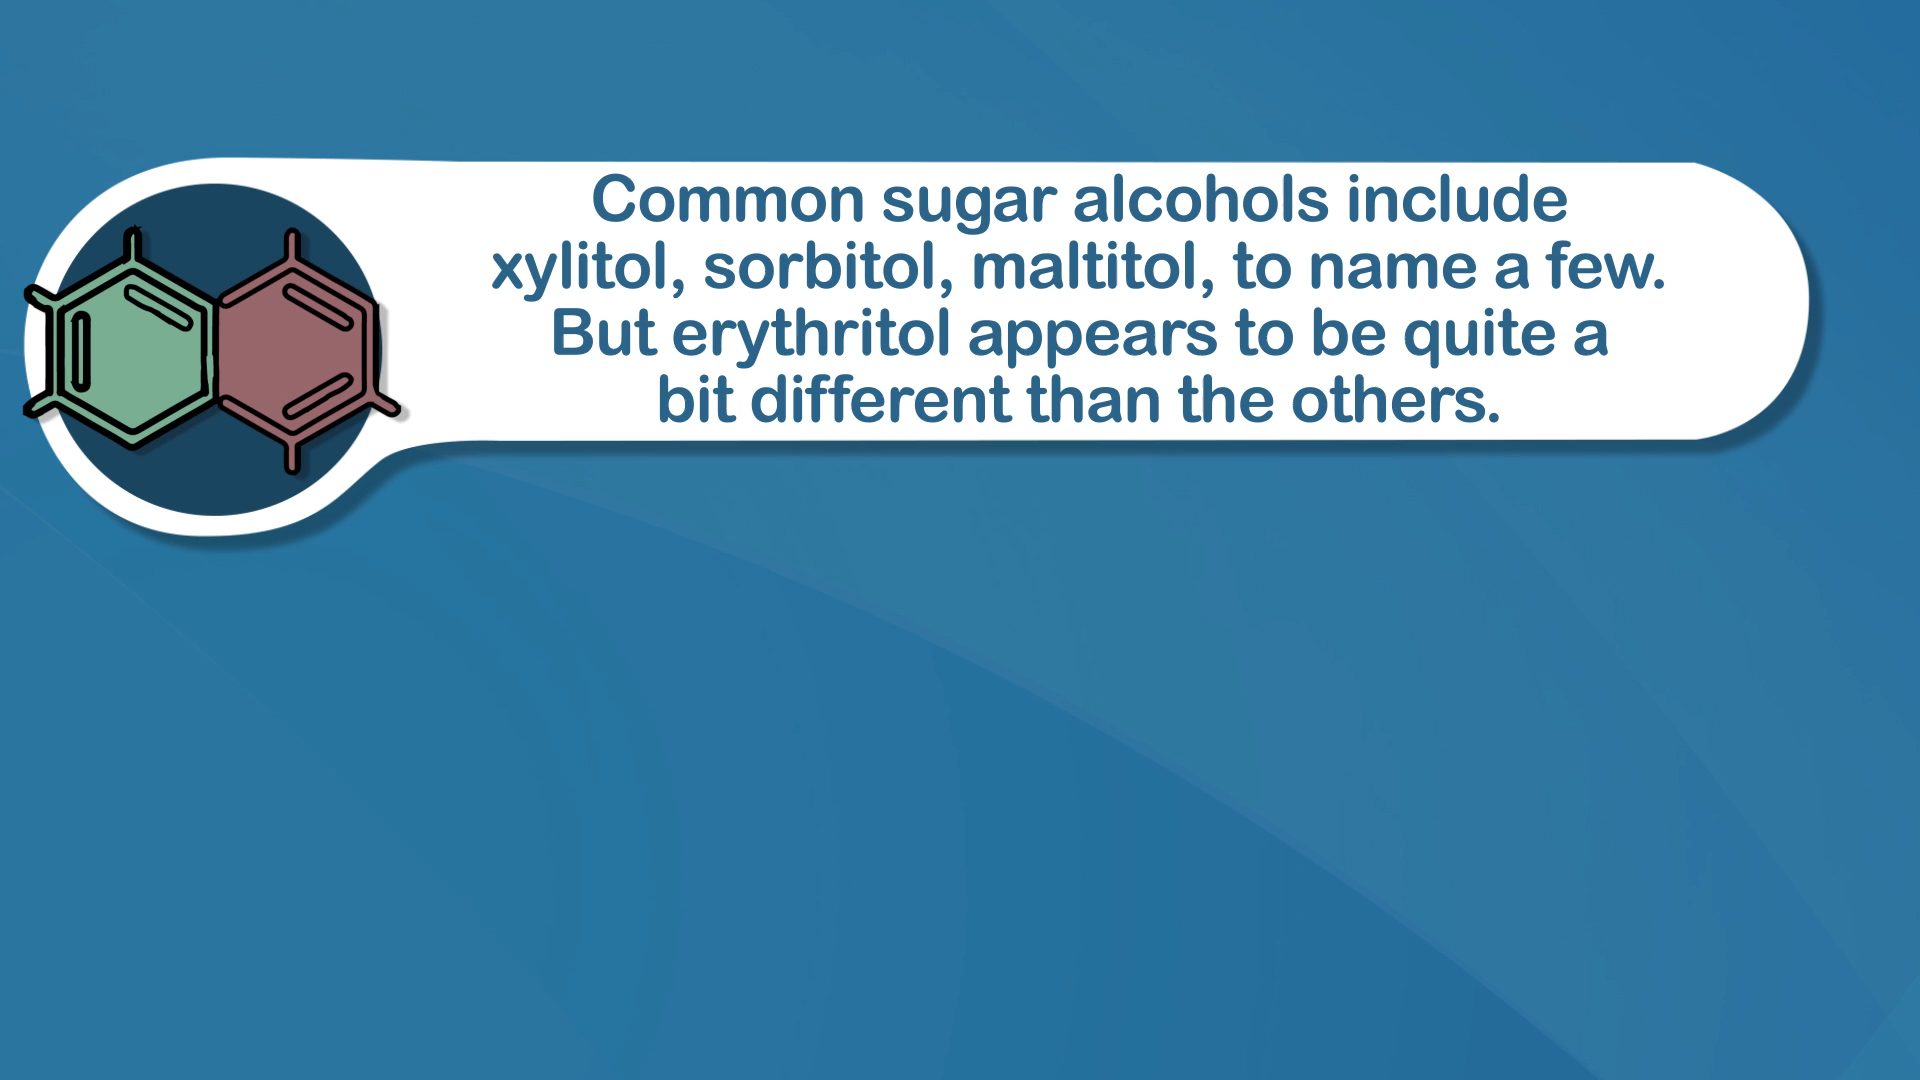 Common sugar alcohols include
xylitol, sorbitol, maltitol, to name a few.
But erythritol appears to be quite a
bit different than the others.